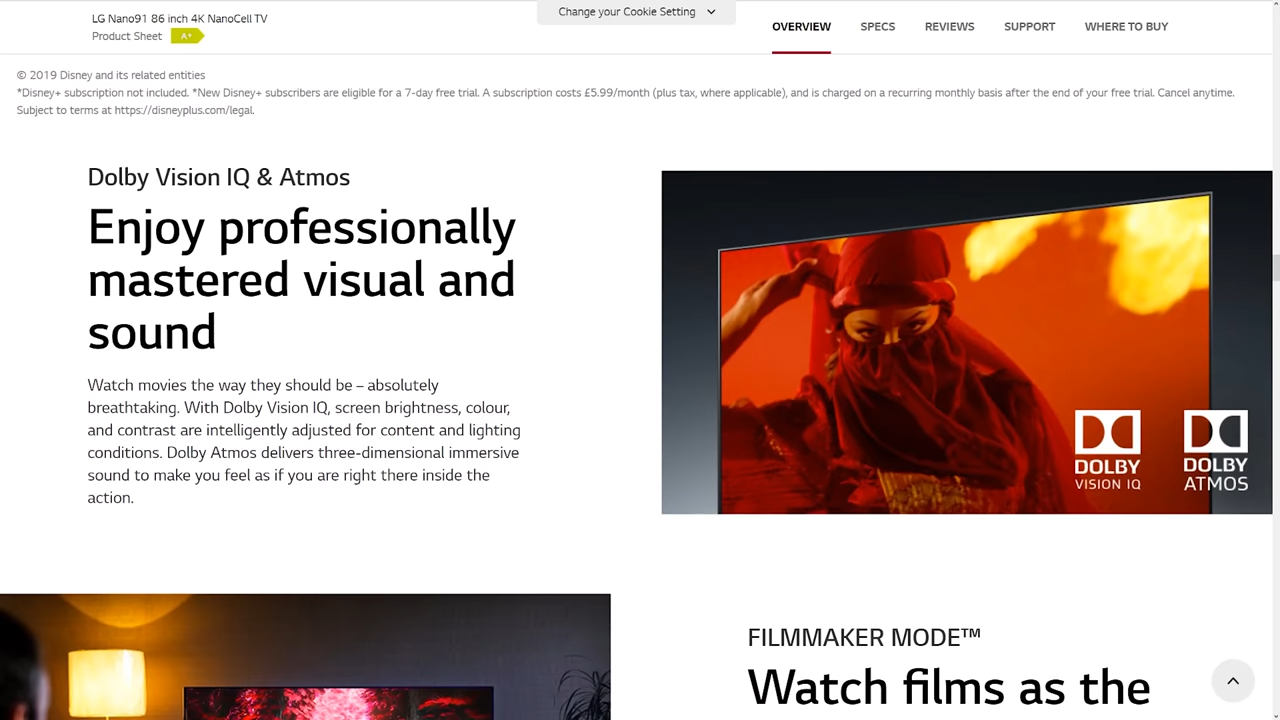 LG Nano91 86 inch 4K NanoCell TV
Product Sheet A+
Change your Cookie Setting
OVERVIEW SPECS REVIEWS SUPPORT WHERE TO BUY
© 2019 Disney and its related entities
*Disney+ subscription not included. *New Disney+ subscribers are eligible for a 7-day free trial. A subscription costs £5.99/month (plus tax, where applicable), and is charged on a recurring monthly basis after the end of your free trial. Cancel anytime.
Subject to terms at https://disneyplus.com/legal.
Dolby Vision IQ & Atmos
Enjoy professionally
mastered visual and
sound
Watch movies the way they should be – absolutely
breathtaking. With Dolby Vision IQ, screen brightness, colour,
and contrast are intelligently adjusted for content and lighting
conditions. Dolby Atmos delivers three-dimensional immersive
sound to make you feel as if you are right there inside the
action.
DOLBY
VISION IQ
DOLBY
ATMOS
FILMMAKER MODE™
Watch films as the